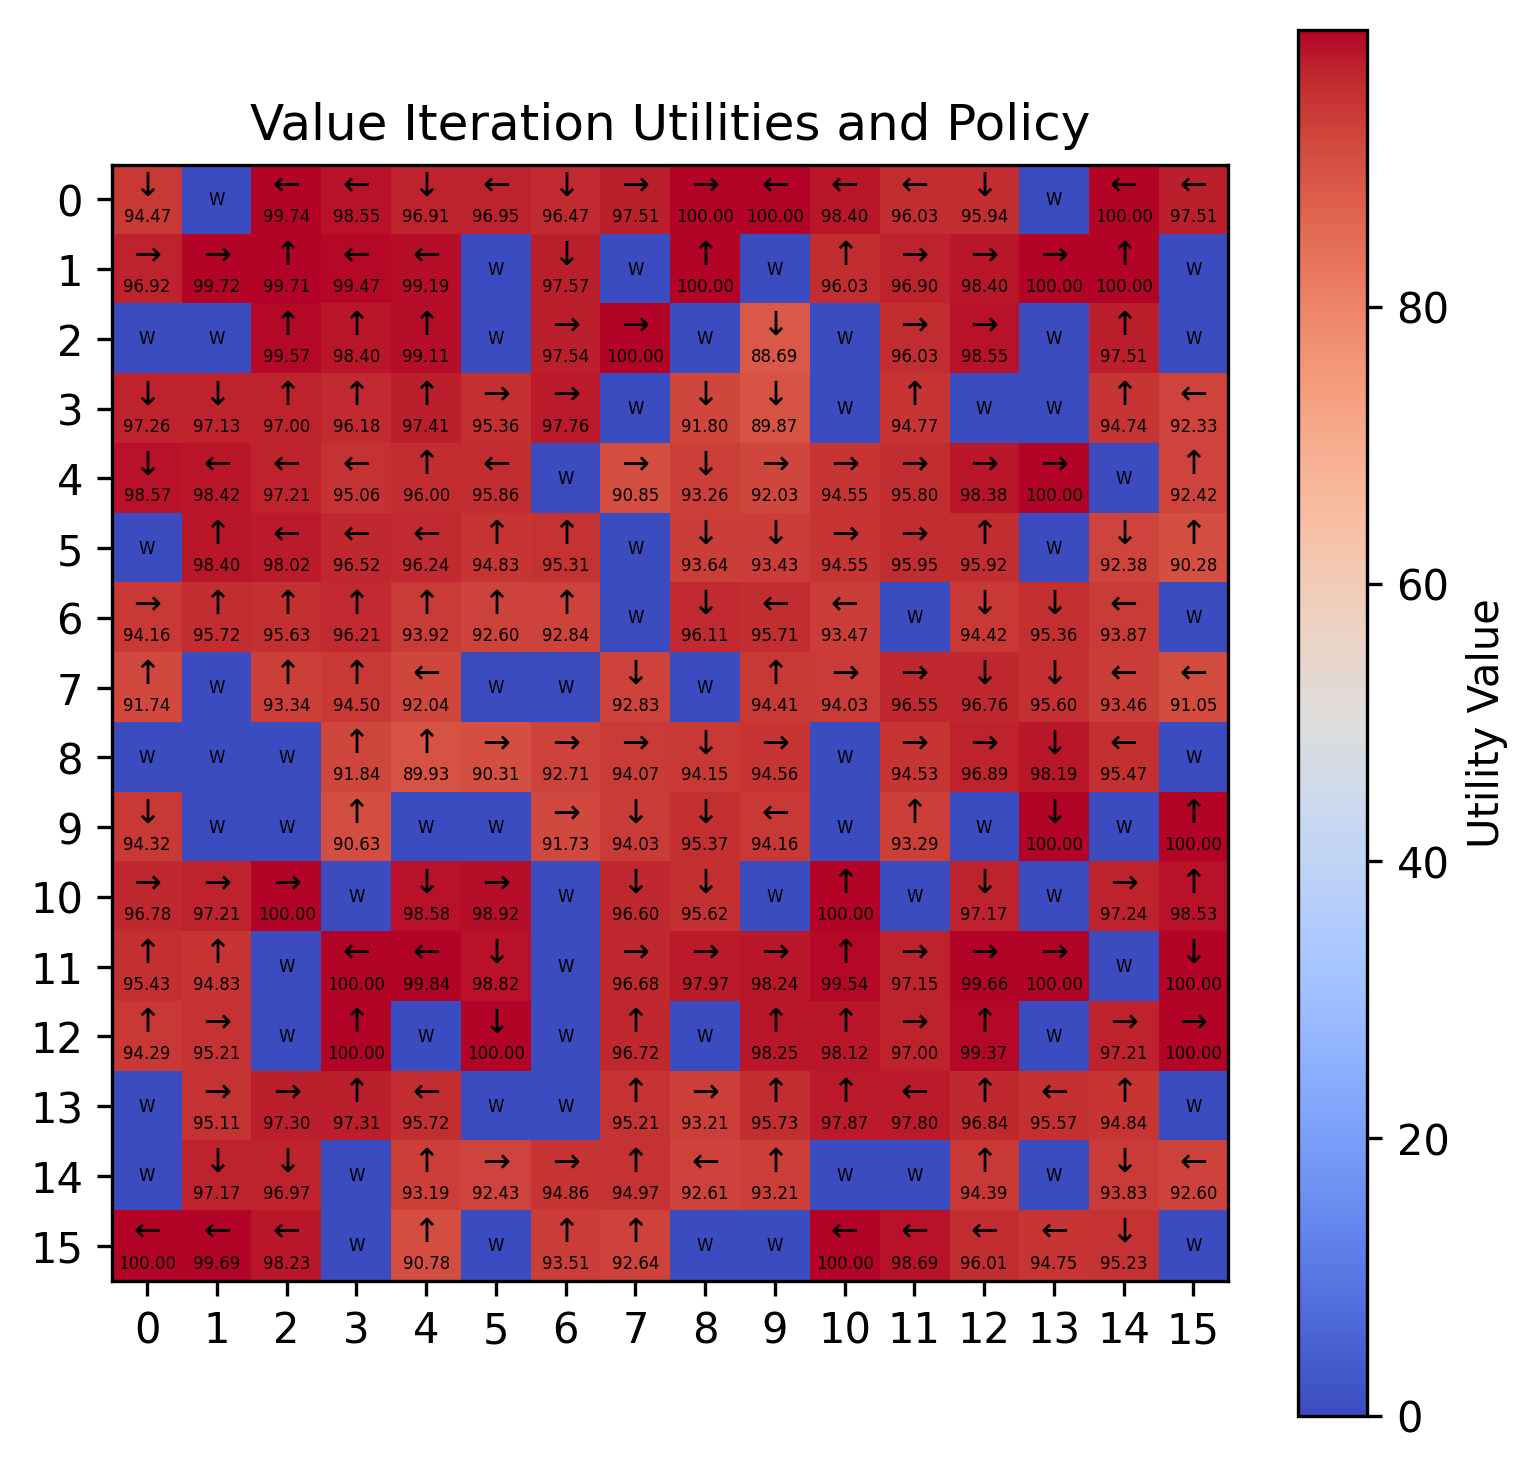 Value Iteration Utilities and Policy
0 ↓ W ← ← ↓ ← ↓ → → ← ← ← ↓ W ← ←
94.47 99.74 98.55 96.91 96.95 96.47 97.51 100.00 100.00 98.40 96.03 95.94 100.00 97.51
1 → → ↑ ← ← W ↓ W ↑ W ↑ → → → ↑ W
96.92 99.72 99.71 99.47 99.19 97.57 100.00 96.03 96.90 98.40 100.00 100.00
2 W W ↑ ↑ ↑ W → → W ↓ W → → W ↑ W
99.57 98.40 99.11 97.54 100.00 88.69 96.03 98.55 97.51
3 ↓ ↓ ↑ ↑ ↑ → → W ↓ ↓ W ↑ W W ↑ ←
97.26 97.13 97.00 96.18 97.41 95.36 97.76 91.80 89.87 94.77 94.74 92.33
4 ↓ ← ← ← ↑ ← W → ↓ → → → → → W ↑
98.57 98.42 97.21 95.06 96.00 95.86 90.85 93.26 92.03 94.55 95.80 98.38 100.00 92.42
5 W ↑ ← ← ← ↑ ↑ W ↓ ↓ → → ↑ W ↓ ↑
98.40 98.02 96.52 96.24 94.83 95.31 93.64 93.43 94.55 95.95 95.92 92.38 90.28
6 → ↑ ↑ ↑ ↑ ↑ ↑ W ↓ ← ← W ↓ ↓ ← W
94.16 95.72 95.63 96.21 93.92 92.60 92.84 96.11 95.71 93.47 94.42 95.36 93.87
7 ↑ W ↑ ↑ ← W W ↓ W ↑ → → ↓ ↓ ← ←
91.74 93.34 94.50 92.04 92.83 94.41 94.03 96.55 96.76 95.60 93.46 91.05
8 W W W ↑ ↑ → → → ↓ → W → → ↓ ← W
91.84 89.93 90.31 92.71 94.07 94.15 94.56 94.53 96.89 98.19 95.47
9 ↓ W W ↑ W W → ↓ ↓ ← W ↑ W ↓ W ↑
94.32 90.63 91.73 94.03 95.37 94.16 93.29 100.00 100.00
10 → → → W ↓ → W ↓ ↓ W ↑ W ↓ W → ↑
96.78 97.21 100.00 98.58 98.92 96.60 95.62 100.00 97.17 97.24 98.53
11 ↑ ↑ W ← ← ↓ W → → → ↑ → → → W ↓
95.43 94.83 100.00 99.84 98.82 96.68 97.97 98.24 99.54 97.15 99.66 100.00 100.00
12 ↑ → W ↑ W ↓ W ↑ W ↑ ↑ → ↑ W → →
94.29 95.21 100.00 100.00 96.72 98.25 98.12 97.00 99.37 97.21 100.00
13 W → → ↑ ← W W ↑ → ↑ ↑ ← ↑ ← ↑ W
95.11 97.30 97.31 95.72 95.21 93.21 95.73 97.87 97.80 96.84 95.57 94.84
14 W ↓ ↓ W ↑ → → ↑ ← ↑ W W ↑ W ↓ ←
97.17 96.97 93.19 92.43 94.86 94.97 92.61 93.21 94.39 93.83 92.60
15 ← ← ← W ↑ W ↑ ↑ W W ← ← ← ← ↓ W
100.00 99.69 98.23 90.78 93.51 92.64 100.00 98.69 96.01 94.75 95.23
0 1 2 3 4 5 6 7 8 9 10 11 12 13 14 15
80
60
40
20
0
Utility Value